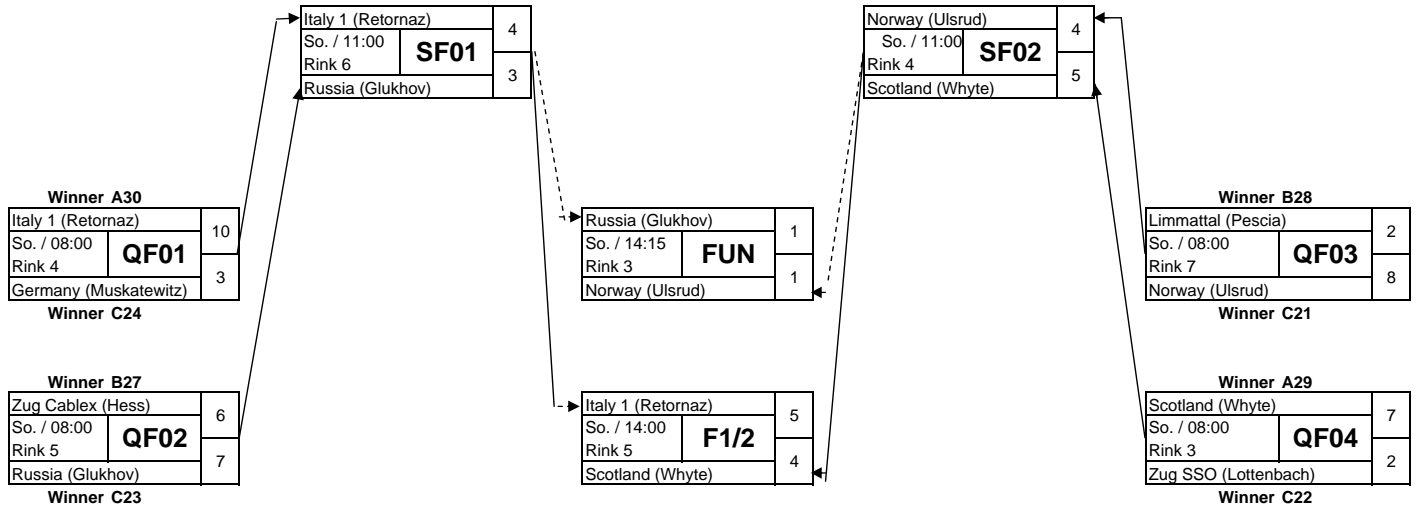 Italy 1 (Retornaz)
4
So. / 11:00
Rink 6
SF01
3
Russia (Glukhov)
Norway (Ulsrud)
4
So. / 11:00
Rink 4
SF02
5
Scotland (Whyte)
Winner A30
Italy 1 (Retornaz)
10
So. / 08:00
Rink 4
QF01
3
Germany (Muskatewitz)
Winner C24
Russia (Glukhov)
1
So. / 14:15
Rink 3
FUN
1
Norway (Ulsrud)
Winner B28
Limmattal (Pescia)
2
So. / 08:00
Rink 7
QF03
8
Norway (Ulsrud)
Winner C21
Winner B27
Zug Cablex (Hess)
6
So. / 08:00
Rink 5
QF02
7
Russia (Glukhov)
Winner C23
Italy 1 (Retornaz)
5
So. / 14:00
Rink 5
F1/2
4
Scotland (Whyte)
Winner A29
Scotland (Whyte)
7
So. / 08:00
Rink 3
QF04
2
Zug SSO (Lottenbach)
Winner C22